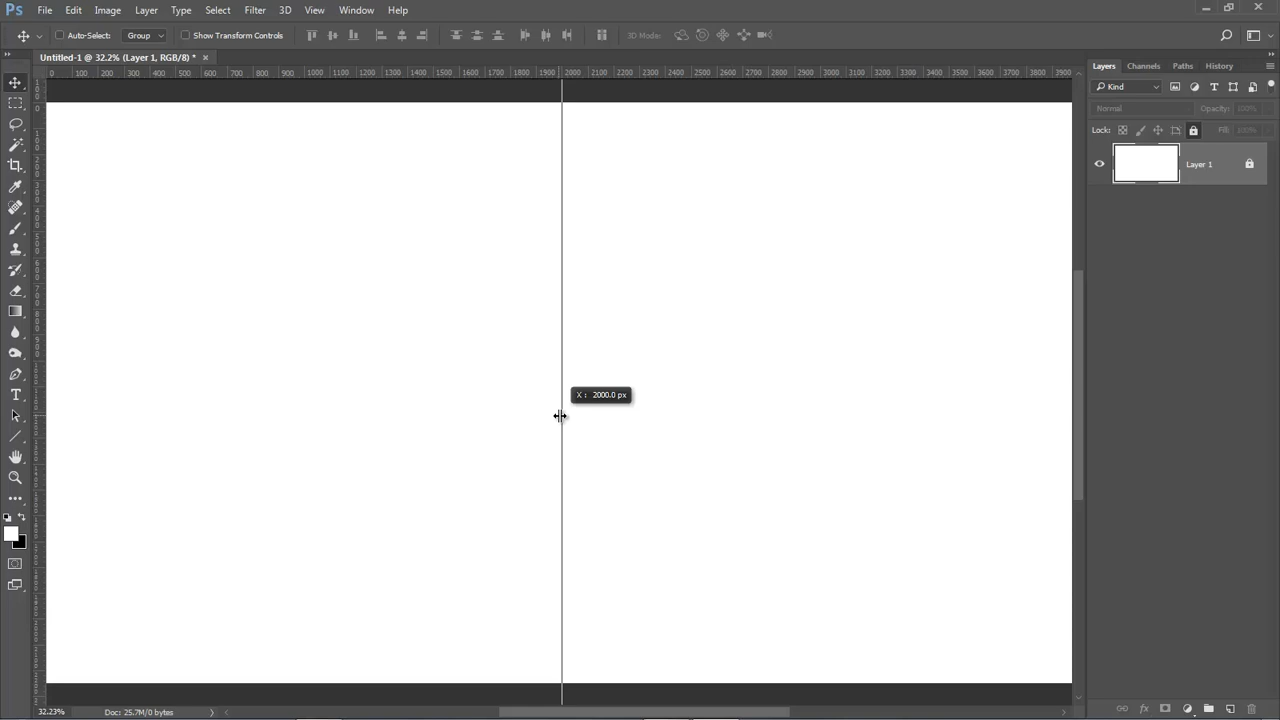 Ps File Edit Image Layer Type Select Filter 3D View Window Help
Auto-Select: Group Show Transform Controls 3D Mode:
Untitled-1 @ 32.2% (Layer 1, RGB/8) *
0 100 200 300 400 500 600 700 800 900 1000 1100 1200 1300 1400 1500 1600 1700 1800 1900 2000 2100 2200 2300 2400 2500 2600 2700 2800 2900 3000 3100 3200 3300 3400 3500 3600 3700 3800 3900
Layers Channels Paths History
Kind
Normal Opacity: 100%
Lock: Fill: 100%
Layer 1
X : 2000.0 px
32.23% Doc: 25.7M/0 bytes